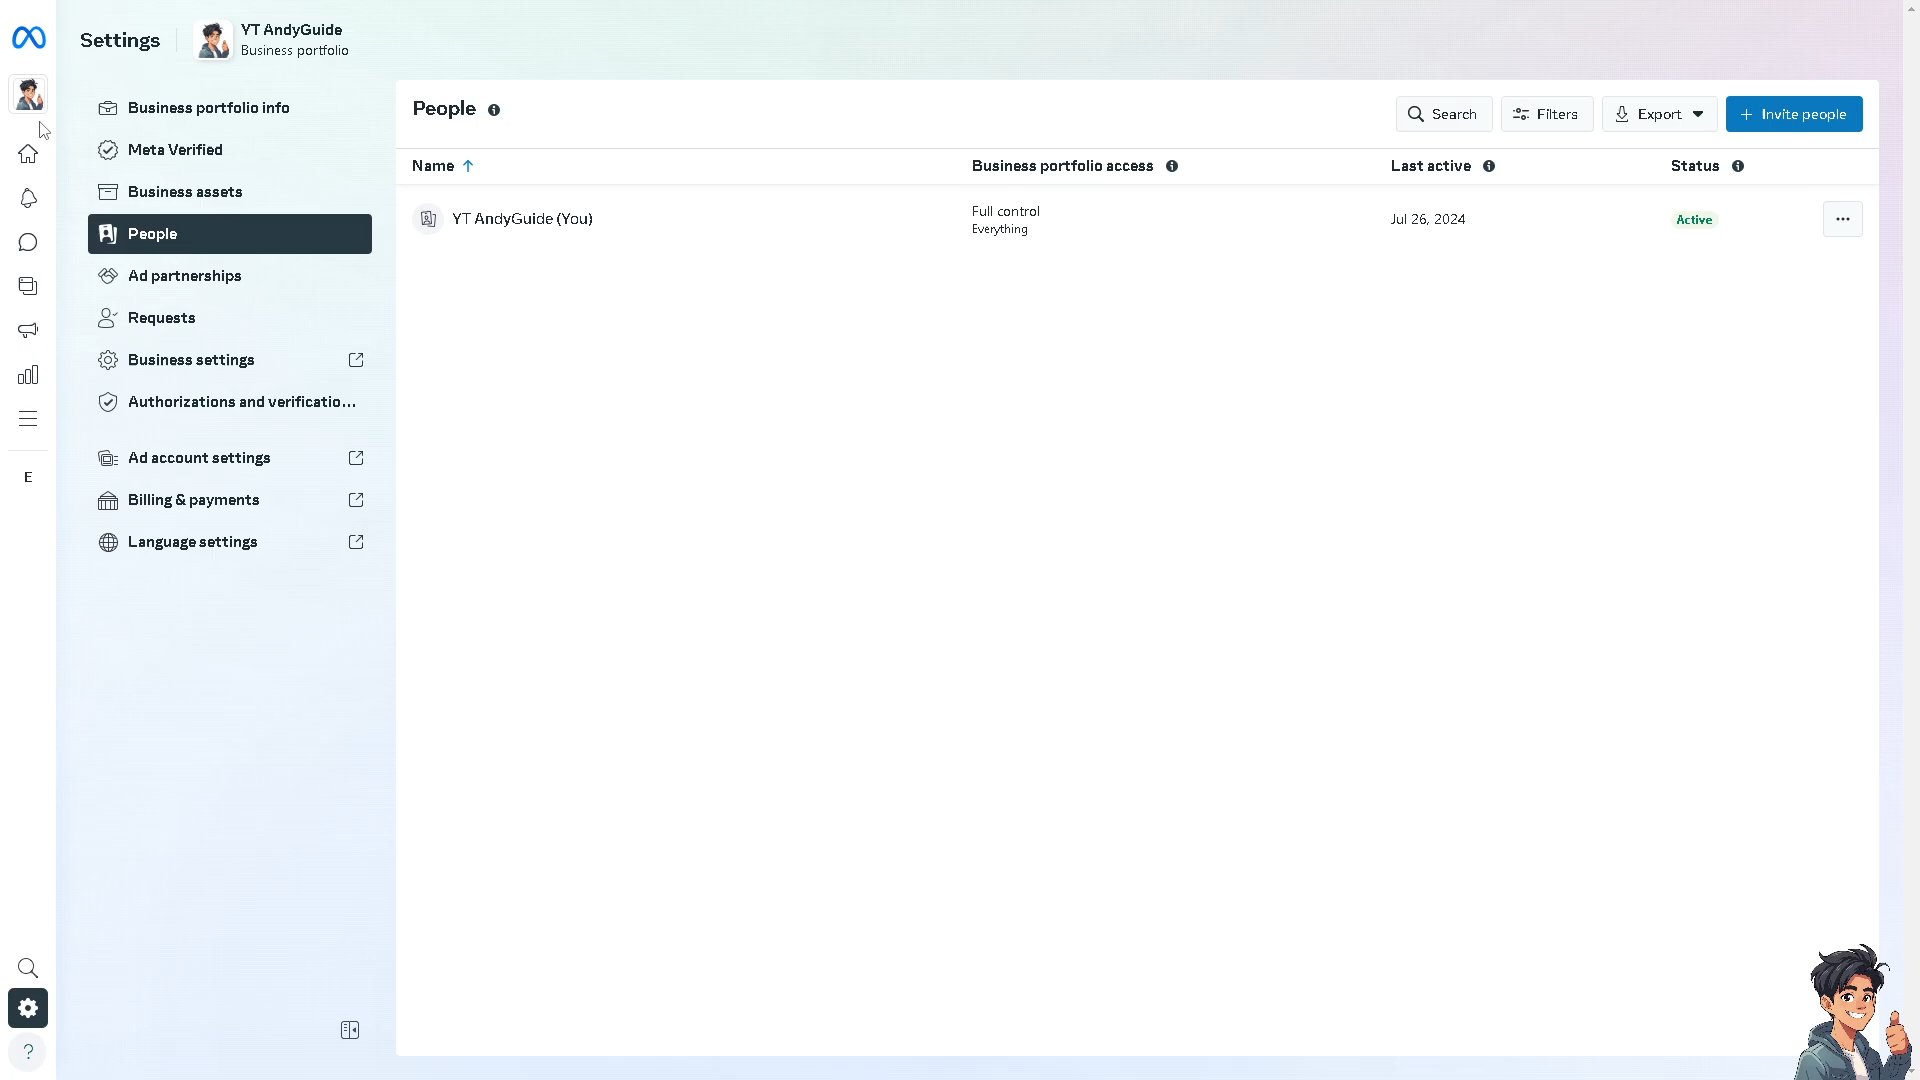 Settings
YT AndyGuide
Business portfolio
Business portfolio info
Meta Verified
Business assets
People
Ad partnerships
Requests
Business settings
Authorizations and verificatio...
Ad account settings
Billing & payments
Language settings
E
?
People
Search
Filters
Export
+ Invite people
Name
Business portfolio access
Last active
Status
YT AndyGuide (You)
Full control
Everything
Jul 26, 2024
Active